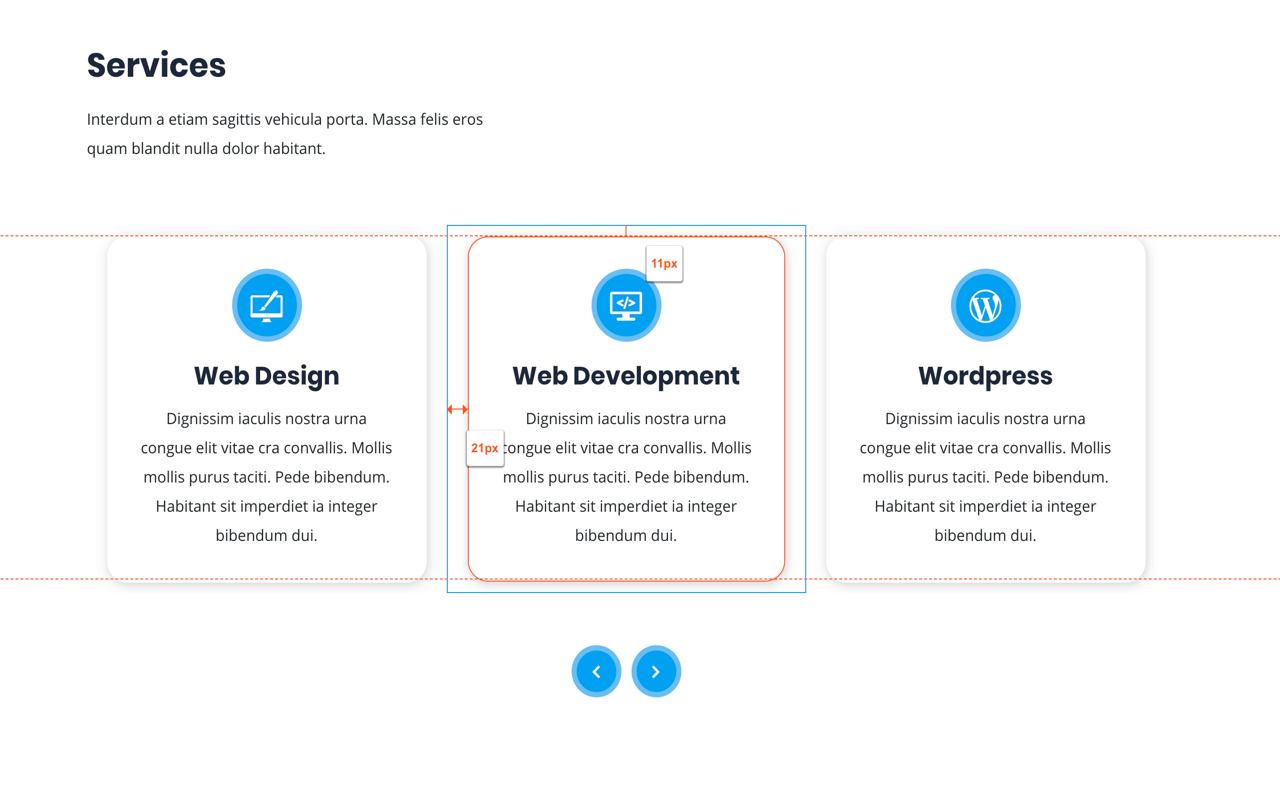 Services
Interdum a etiam sagittis vehicula porta. Massa felis eros
quam blandit nulla dolor habitant.
Web Design
Dignissim iaculis nostra urna
congue elit vitae cra convallis. Mollis
mollis purus taciti. Pede bibendum.
Habitant sit imperdiet ia integer
bibendum dui.
11px
</>
Web Development
Dignissim iaculis nostra urna
congue elit vitae cra convallis. Mollis
mollis purus taciti. Pede bibendum.
Habitant sit imperdiet ia integer
bibendum dui.
21px
W
Wordpress
Dignissim iaculis nostra urna
congue elit vitae cra convallis. Mollis
mollis purus taciti. Pede bibendum.
Habitant sit imperdiet ia integer
bibendum dui.